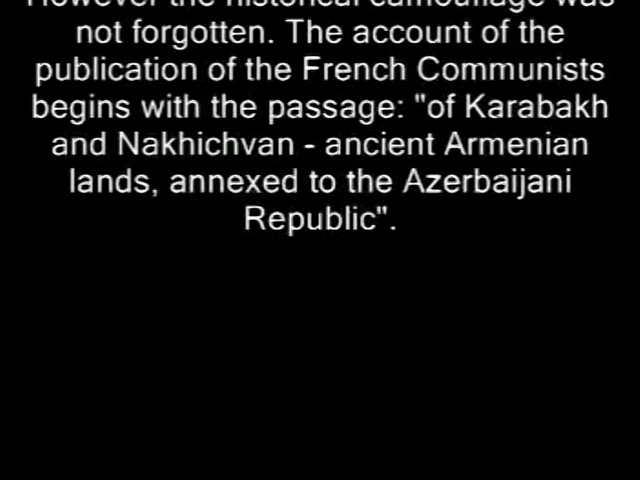 However the historical camouflage was
not forgotten. The account of the
publication of the French Communists
begins with the passage: "of Karabakh
and Nakhichvan - ancient Armenian
lands, annexed to the Azerbaijani
Republic".